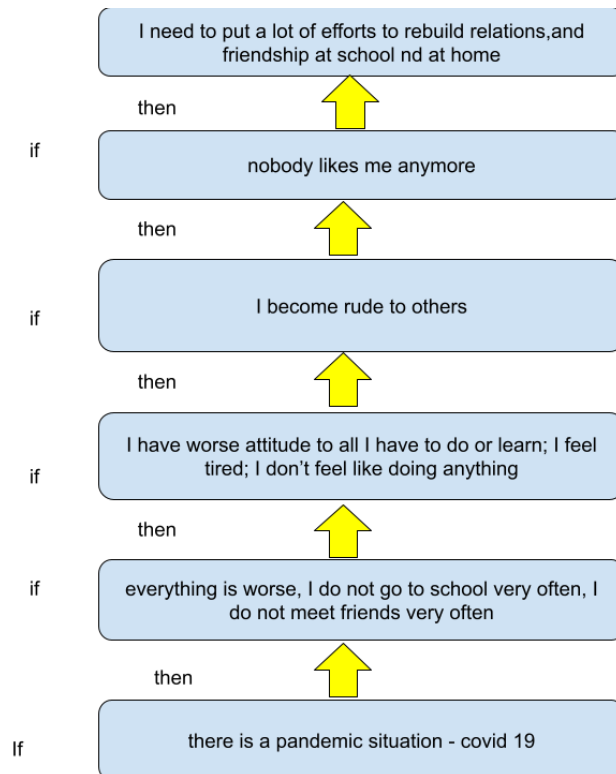 I need to put a lot of efforts to rebuild relations,and
friendship at school nd at home
then
if
nobody likes me anymore
then
I become rude to others
if
then
I have worse attitude to all I have to do or learn; I feel
tired; I don’t feel like doing anything
if
then
if
everything is worse, I do not go to school very often, I
do not meet friends very often
then
there is a pandemic situation - covid 19
If